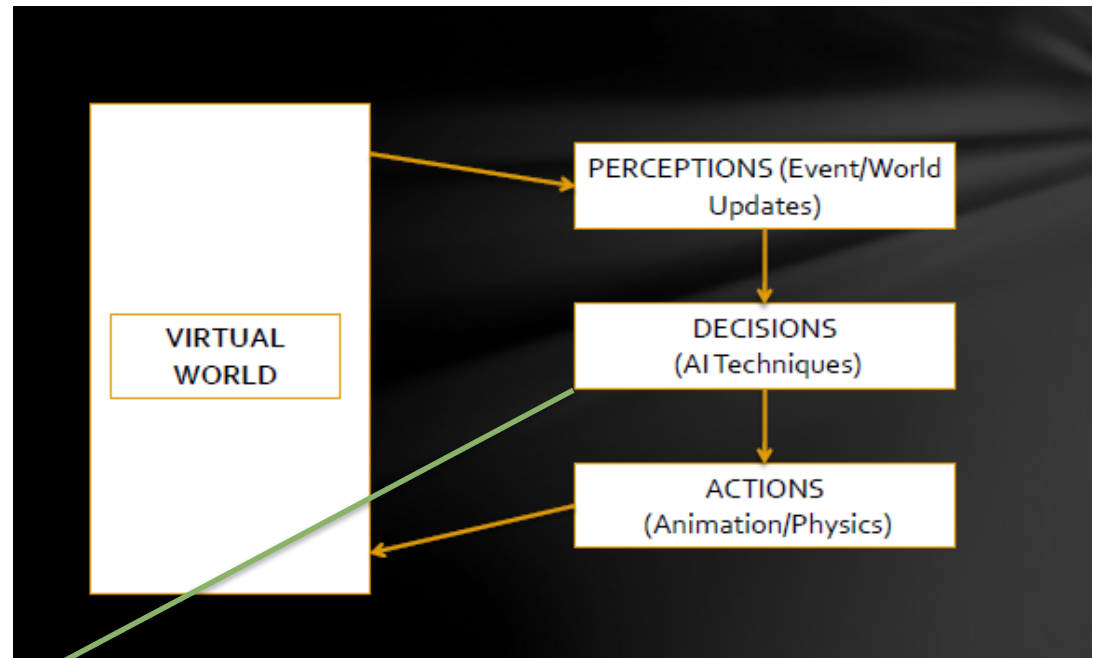 VIRTUAL
WORLD
PERCEPTIONS (Event/World
Updates)
DECISIONS
(AI Techniques)
ACTIONS
(Animation/Physics)